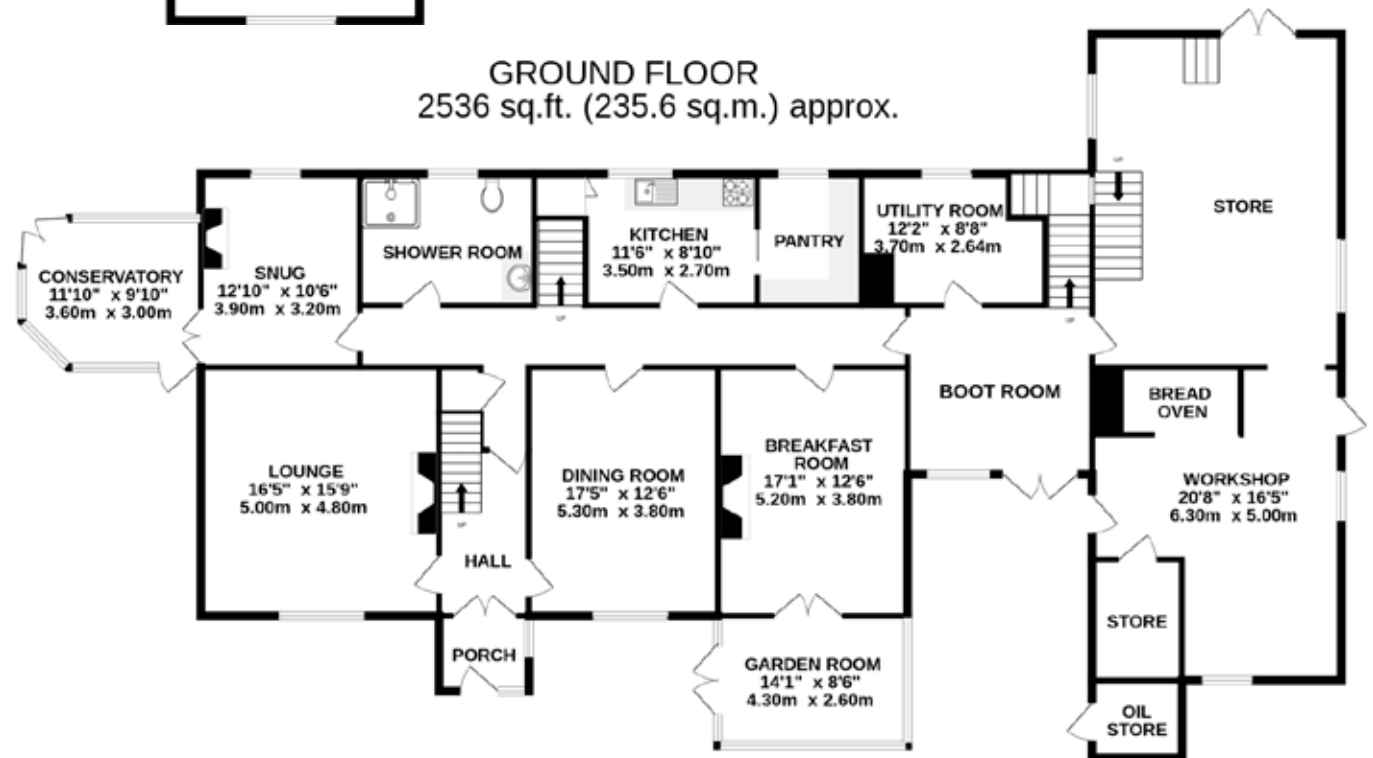 GROUND FLOOR
2536 sq.ft. (235.6 sq.m.) approx.
CONSERVATORY
11'10" x 9'10"
3.60m x 3.00m
SNUG
12'10" x 10'6"
3.90m x 3.20m
SHOWER ROOM
UP
KITCHEN
11'6" x 8'10"
3.50m x 2.70m
PANTRY
UTILITY ROOM
12'2" x 8'8"
3.70m x 2.64m
UP
UP
STORE
LOUNGE
16'5" x 15'9"
5.00m x 4.80m
UP
HALL
PORCH
DINING ROOM
17'5" x 12'6"
5.30m x 3.80m
BREAKFAST
ROOM
17'1" x 12'6"
5.20m x 3.80m
BOOT ROOM
BREAD
OVEN
WORKSHOP
20'8" x 16'5"
6.30m x 5.00m
GARDEN ROOM
14'1" x 8'6"
4.30m x 2.60m
STORE
OIL
STORE